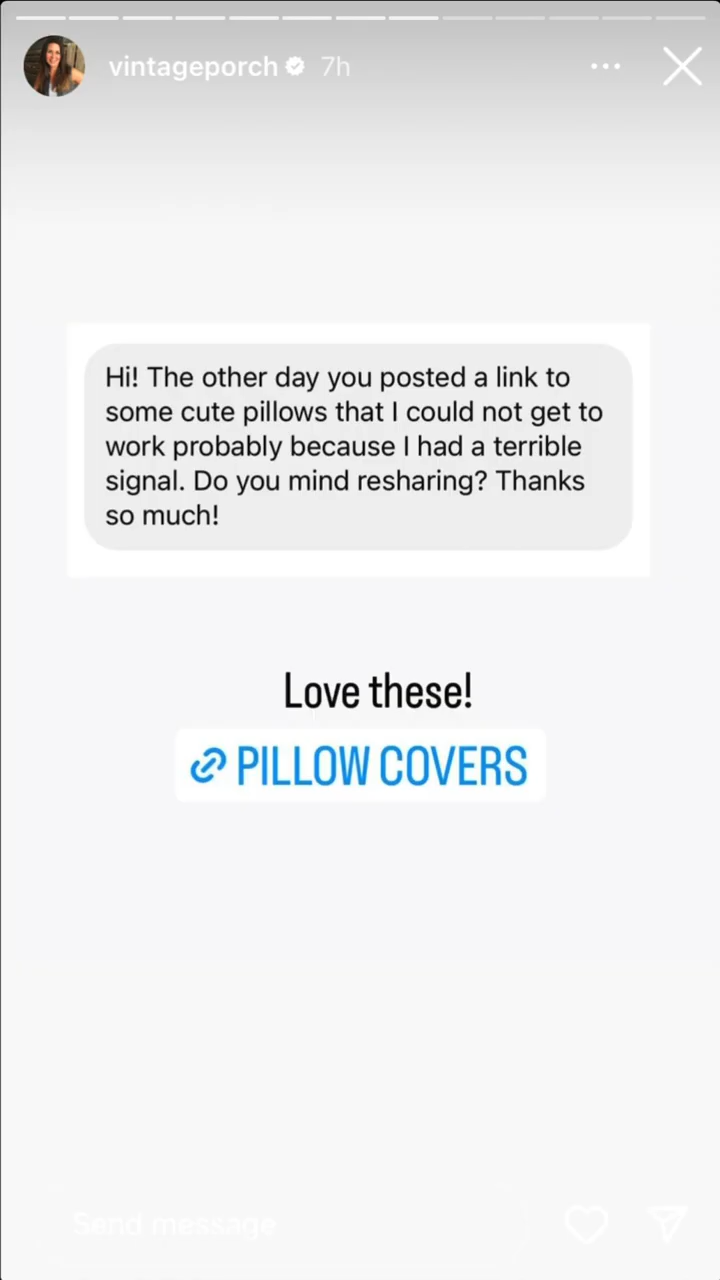 vintageporch 7h
Hi! The other day you posted a link to
some cute pillows that I could not get to
work probably because I had a terrible
signal. Do you mind resharing? Thanks
so much!
Love these!
PILLOW COVERS
Send message